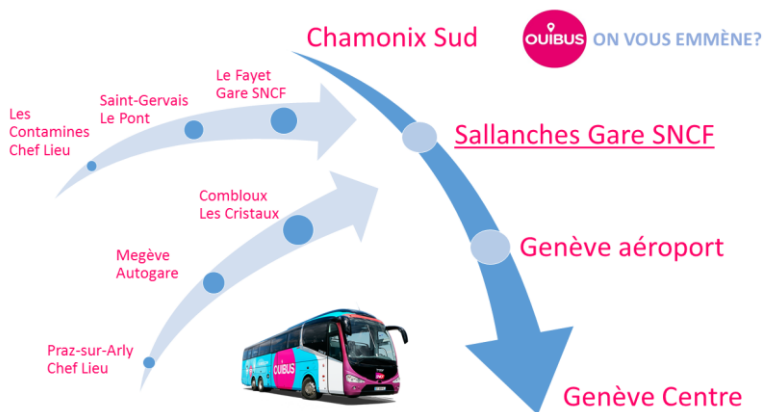 Chamonix Sud
OUIBUS ON VOUS EMMÈNE?
Le Fayet
Gare SNCF
Saint-Gervais
Le Pont
Les
Contamines
Chef Lieu
Sallanches Gare SNCF
Combloux
Les Cristaux
Genève aéroport
Megève
Autogare
Praz-sur-Arly
Chef Lieu
OUIBUS
Genève Centre